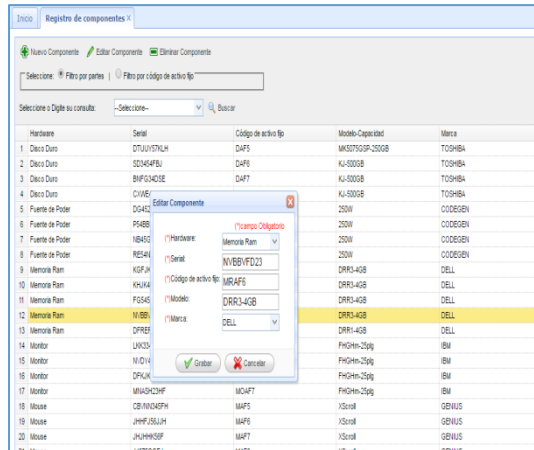 Inicio Registro de componentes X
Nuevo Componente Editar Componente Eliminar Componente
Seleccione: Filtro por partes | Filtro por código de activo fijo
Seleccione o Digite su consulta: --Seleccione-- Buscar
Hardware Serial Código de activo fijo Modelo-Capacidad Marca
1 Disco Duro DTUUY57KLH DAF5 MK5075GSP-250GB TOSHIBA
2 Disco Duro SD3454FBJ DAF6 KJ-500GB TOSHIBA
3 Disco Duro BNFG34DSE DAF7 KJ-500GB TOSHIBA
4 Disco Duro KJ-500GB TOSHIBA
5 Fuente de Poder DG452 250W CODEGEN
6 Fuente de Poder P54BB 250W CODEGEN
7 Fuente de Poder NB45G 250W CODEGEN
8 Fuente de Poder 250W CODEGEN
9 Memoria Ram DRR3-4GB DELL
10 Memoria Ram DRR3-4GB DELL
11 Memoria Ram DRR3-4GB DELL
12 Memoria Ram DRR3-4GB DELL
13 Memoria Ram DRR1-4GB DELL
14 Monitor FHGHm-25plg IBM
15 Monitor FHGHm-25plg IBM
16 Monitor FHGHm-25plg IBM
17 Monitor MNASH23HF MOAF7 FHGHm-25plg IBM
18 Mouse CBVNN345FH MAF5 XScroll GENIUS
19 Mouse JHHFJ56JJH MAF6 XScroll GENIUS
20 Mouse JHJHHK56F MAF7 XScroll GENIUS
Editar Componente
(*)campo Obligatorio
(*)Hardware: Memoria Ram
(*)Serial: NVBBVFD23
(*)Código de activo fijo: MRAF6
(*)Modelo: DRR3-4GB
(*)Marca: DELL
Grabar Cancelar